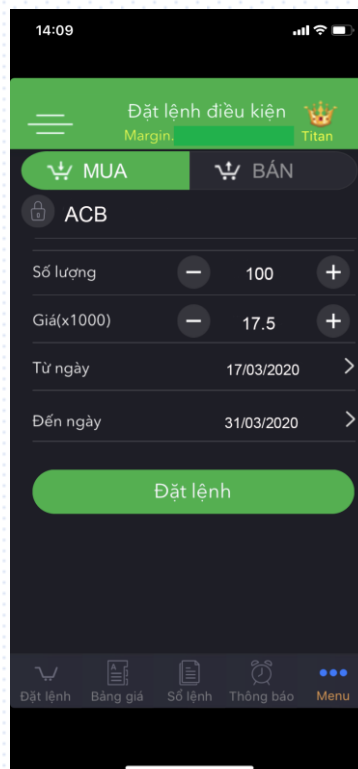 14:09
Đặt lệnh điều kiện
Margin. Titan
MUA BÁN
ACB
Số lượng 100
Giá(x1000) 17.5
Từ ngày 17/03/2020
Đến ngày 31/03/2020
Đặt lệnh
Đặt lệnh Bảng giá Sổ lệnh Thông báo Menu